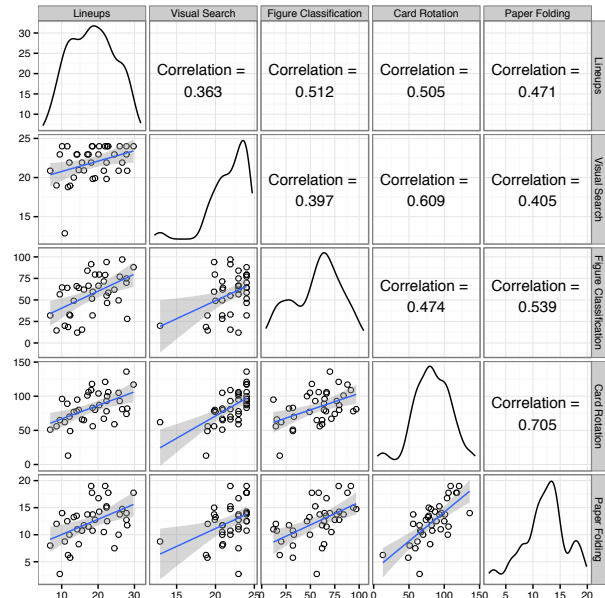 Lineups Visual Search Figure Classification Card Rotation Paper Folding
30
25
20
15
10
Correlation = 0.363
Correlation = 0.512
Correlation = 0.505
Correlation = 0.471
Lineups
25
20
15
Correlation = 0.397
Correlation = 0.609
Correlation = 0.405
Visual Search
100
75
50
25
0
Correlation = 0.474
Correlation = 0.539
Figure Classification
150
100
50
0
Correlation = 0.705
Card Rotation
20
15
10
5
Paper Folding
10 20 30 15 20 25 0 25 50 75 100 0 50 100 150 5 10 15 20